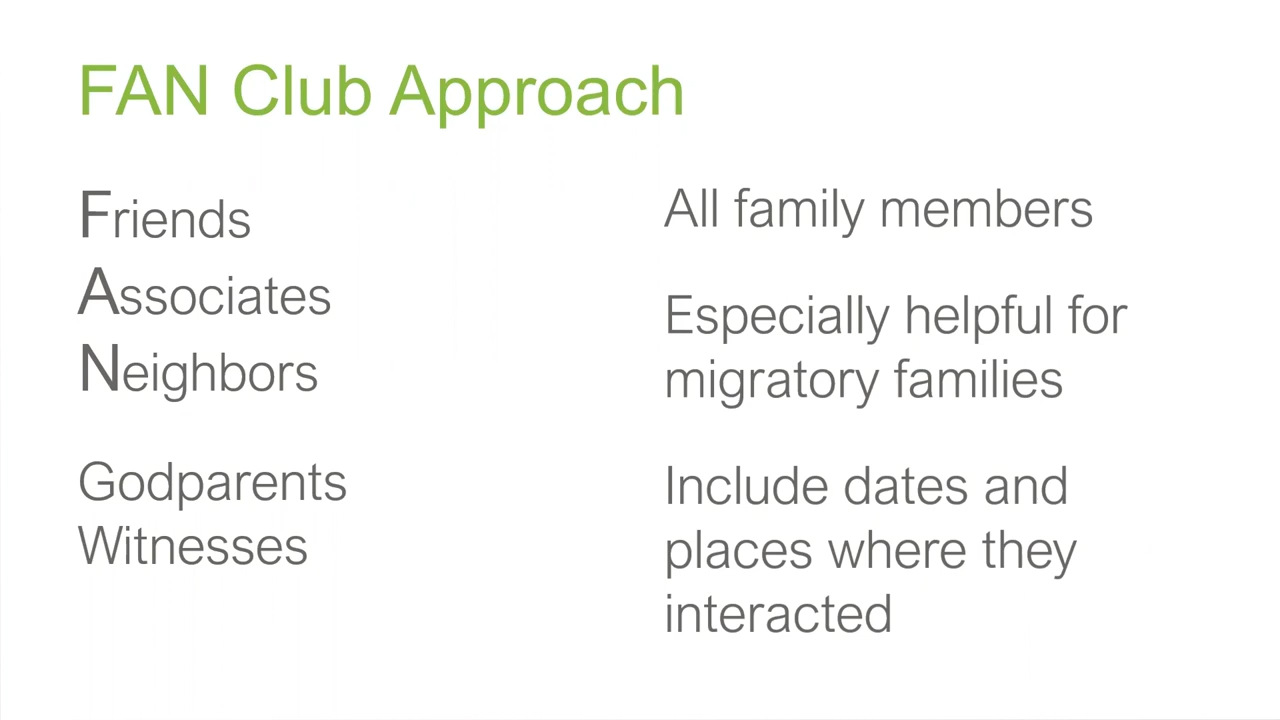 FAN Club Approach
Friends
Associates
Neighbors
Godparents
Witnesses
All family members
Especially helpful for
migratory families
Include dates and
places where they
interacted